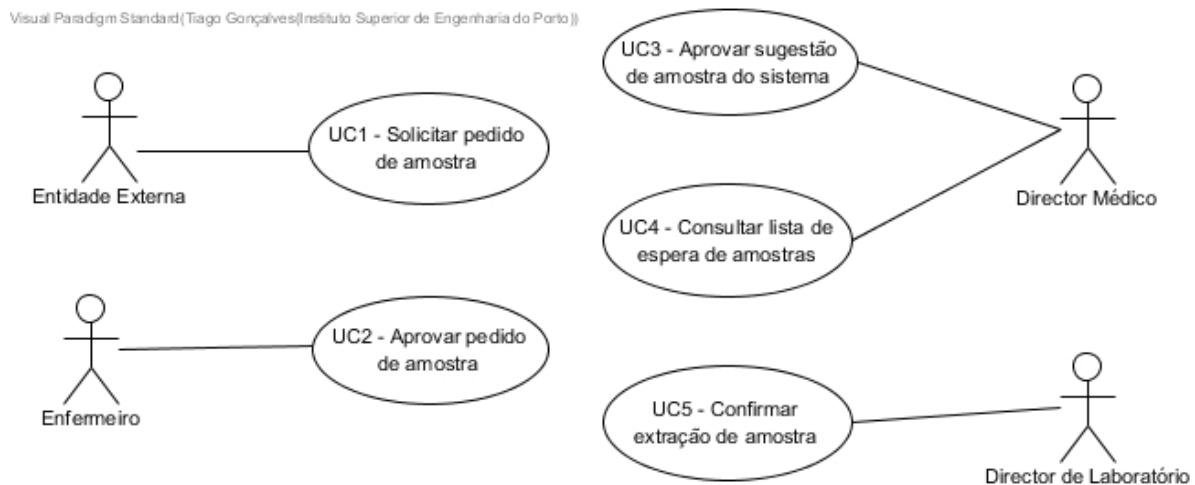 Visual Paradigm Standard(Tiago Gonçalves(Instituto Superior de Engenharia do Porto))
Entidade Externa
UC1 - Solicitar pedido
de amostra
Enfermeiro
UC2 - Aprovar pedido
de amostra
UC3 - Aprovar sugestão
de amostra do sistema
UC4 - Consultar lista de
espera de amostras
Director Médico
UC5 - Confirmar
extração de amostra
Director de Laboratório